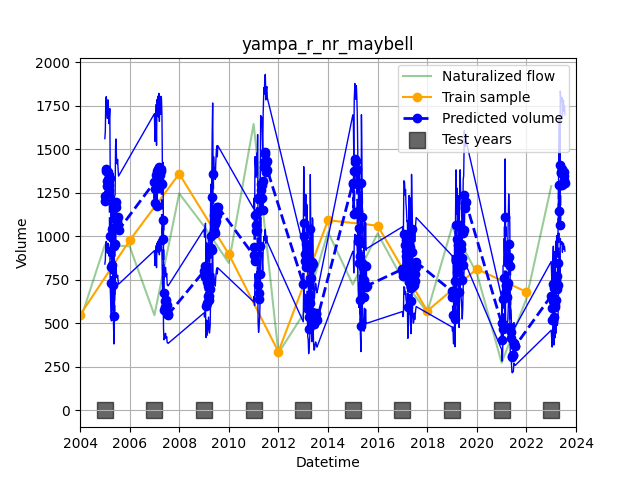 yampa_r_nr_maybell
Naturalized flow
Train sample
Predicted volume
Test years
Volume
2000
1750
1500
1250
1000
750
500
250
0
2004 2006 2008 2010 2012 2014 2016 2018 2020 2022 2024
Datetime